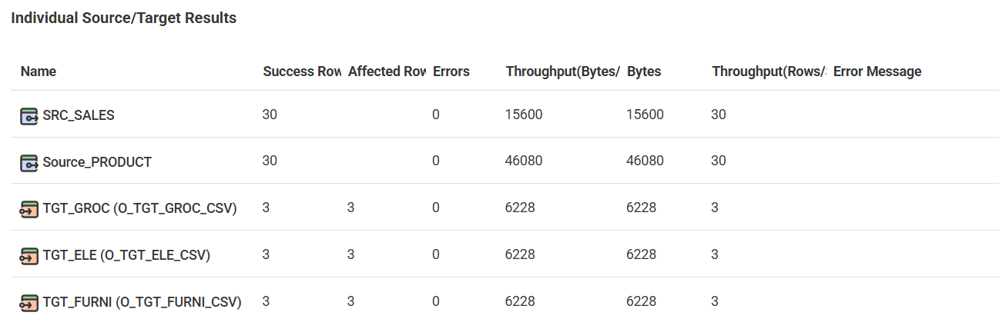 Individual Source/Target Results
Name Success Row Affected Row Errors Throughput(Bytes/ Bytes Throughput(Rows/ Error Message
SRC_SALES 30 0 15600 15600 30
Source_PRODUCT 30 0 46080 46080 30
TGT_GROC (O_TGT_GROC_CSV) 3 3 0 6228 6228 3
TGT_ELE (O_TGT_ELE_CSV) 3 3 0 6228 6228 3
TGT_FURNI (O_TGT_FURNI_CSV) 3 3 0 6228 6228 3